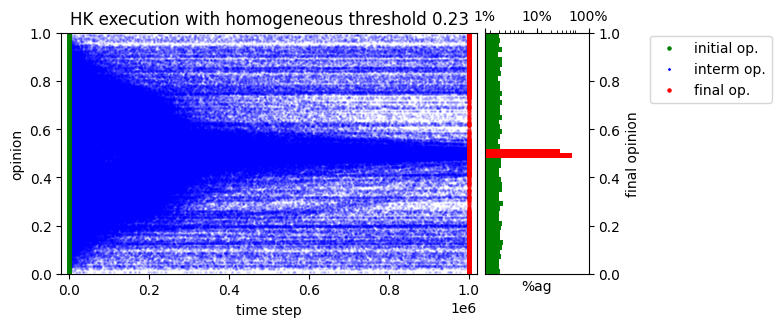 HK execution with homogeneous threshold 0.23
1% 10% 100%
initial op.
interm op.
final op.
1.0
0.8
0.6
0.4
0.2
0.0
opinion
1.0
0.8
0.6
0.4
0.2
0.0
final opinion
0.0 0.2 0.4 0.6 0.8 1.0
1e6
time step
%ag